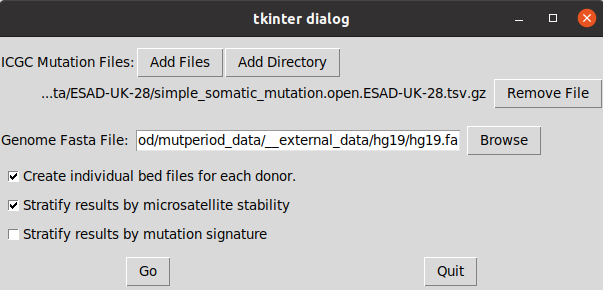 tkinter dialog
ICGC Mutation Files: Add Files Add Directory
...ta/ESAD-UK-28/simple_somatic_mutation.open.ESAD-UK-28.tsv.gz Remove File
Genome Fasta File: od/mutperiod_data/__external_data/hg19/hg19.fa Browse
Create individual bed files for each donor.
Stratify results by microsatellite stability
Stratify results by mutation signature
Go Quit